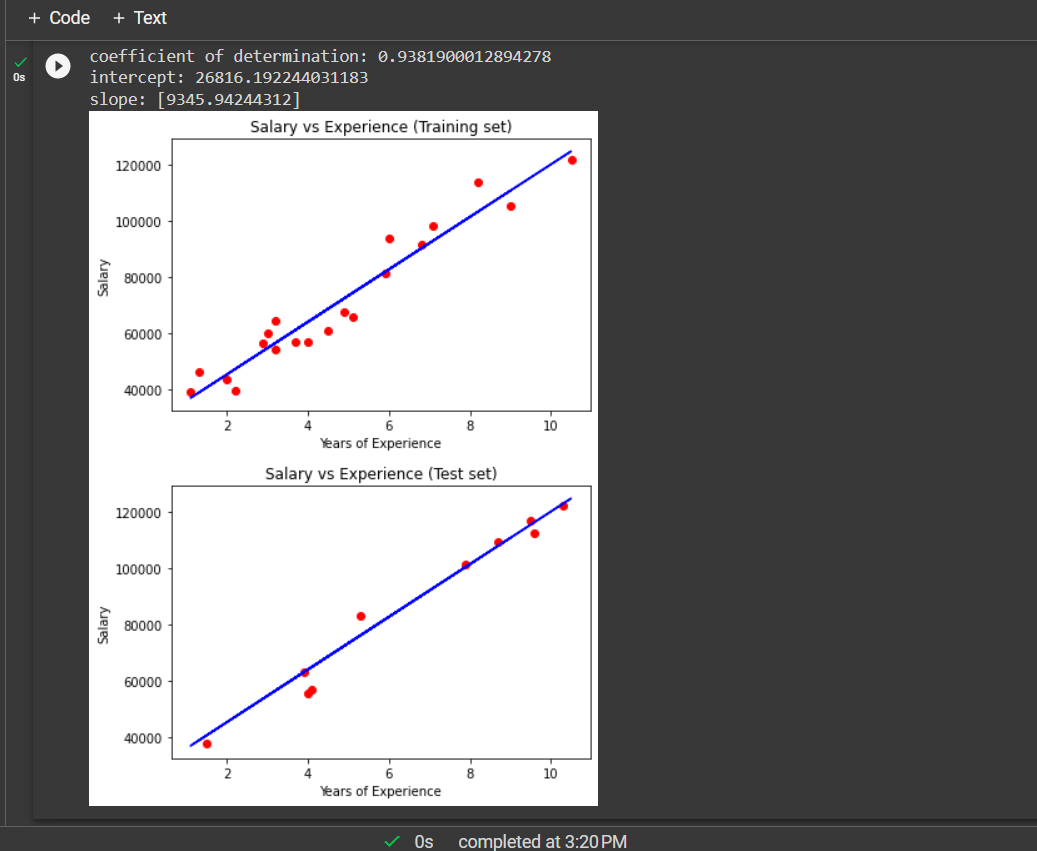 + Code + Text
0s
coefficient of determination: 0.9381900012894278
intercept: 26816.192244031183
slope: [9345.94244312]
Salary vs Experience (Training set)
120000
100000
80000
60000
40000
Salary
2 4 6 8 10
Years of Experience
Salary vs Experience (Test set)
120000
100000
80000
60000
40000
Salary
2 4 6 8 10
Years of Experience
0s completed at 3:20 PM